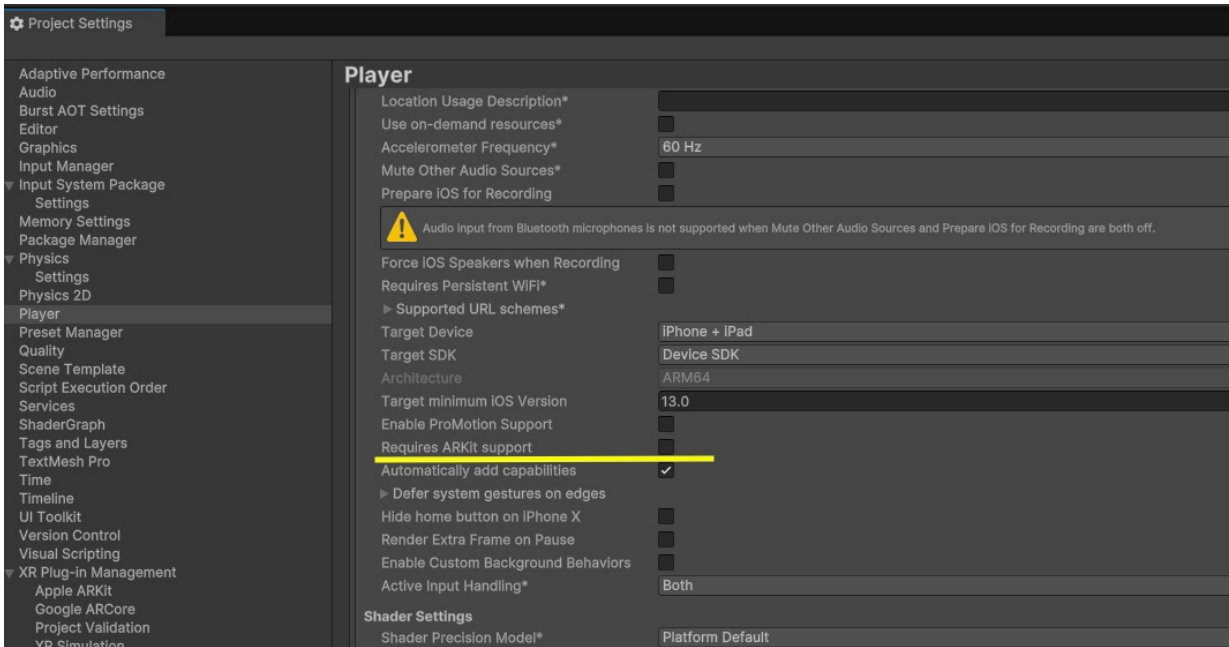 Project Settings
Adaptive Performance
Audio
Burst AOT Settings
Editor
Graphics
Input Manager
Input System Package
Settings
Memory Settings
Package Manager
Physics
Settings
Physics 2D
Player
Preset Manager
Quality
Scene Template
Script Execution Order
Services
ShaderGraph
Tags and Layers
TextMesh Pro
Time
Timeline
UI Toolkit
Version Control
Visual Scripting
XR Plug-in Management
Apple ARKit
Google ARCore
Project Validation
XR Simulation
Player
Location Usage Description*
Use on-demand resources*
Accelerometer Frequency* 60 Hz
Mute Other Audio Sources*
Prepare iOS for Recording
Audio input from Bluetooth microphones is not supported when Mute Other Audio Sources and Prepare iOS for Recording are both off.
Force iOS Speakers when Recording
Requires Persistent WiFi*
Supported URL schemes*
Target Device iPhone + iPad
Target SDK Device SDK
Architecture ARM64
Target minimum iOS Version 13.0
Enable ProMotion Support
Requires ARKit support
Automatically add capabilities
Defer system gestures on edges
Hide home button on iPhone X
Render Extra Frame on Pause
Enable Custom Background Behaviors
Active Input Handling* Both
Shader Settings
Shader Precision Model* Platform Default